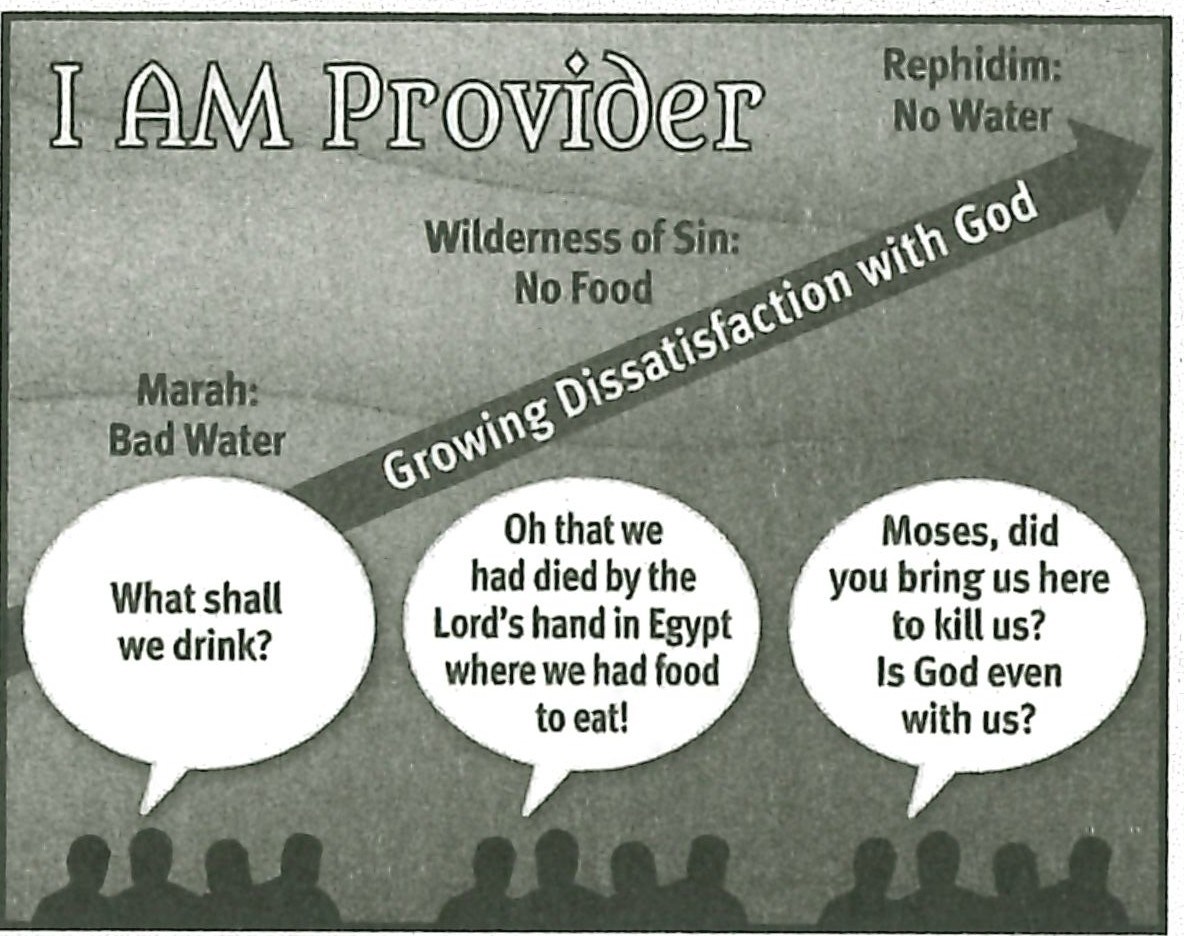 I AM Provider
Rephidim:
No Water
Wilderness of Sin:
No Food
Marah:
Bad Water
Growing Dissatisfaction with God
What shall
we drink?
Oh that we
had died by the
Lord's hand in Egypt
where we had food
to eat!
Moses, did
you bring us here
to kill us?
Is God even
with us?